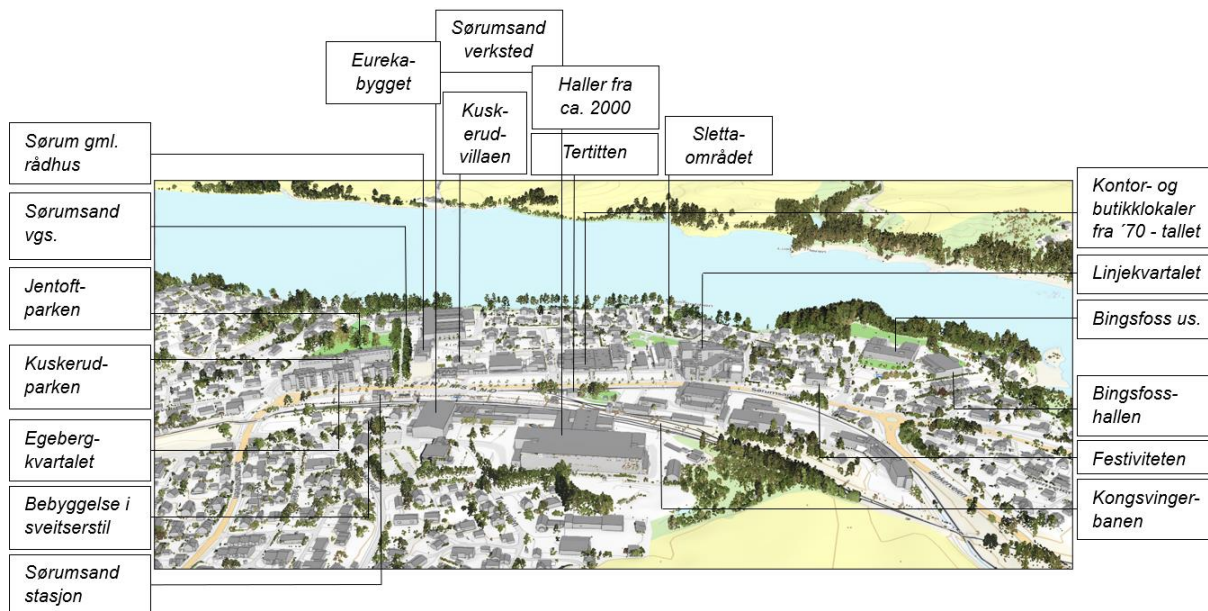 Sørumsand
verksted
Eureka-
bygget
Haller fra
ca. 2000
Kusk-
erud-
villaen
Tertitten
Sletta-
området
Sørum gml.
rådhus
Sørumsand
vgs.
Jentoft-
parken
Kuskerud-
parken
Egeberg-
kvartalet
Bebyggelse i
sveitserstil
Sørumsand
stasjon
Kontor- og
butikklokaler
fra ´70 - tallet
Linjekvartalet
Bingsfoss us.
Bingsfoss-
hallen
Festiviteten
Kongsvinger-
banen